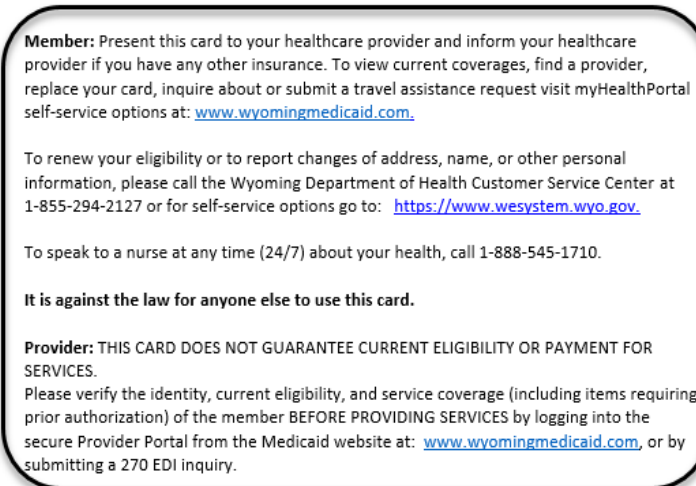 Member: Present this card to your healthcare provider and inform your healthcare
provider if you have any other insurance. To view current coverages, find a provider,
replace your card, inquire about or submit a travel assistance request visit myHealthPortal
self-service options at: www.wyomingmedicaid.com.
To renew your eligibility or to report changes of address, name, or other personal
information, please call the Wyoming Department of Health Customer Service Center at
1-855-294-2127 or for self-service options go to: https://www.wesystem.wyo.gov.
To speak to a nurse at any time (24/7) about your health, call 1-888-545-1710.
It is against the law for anyone else to use this card.
Provider: THIS CARD DOES NOT GUARANTEE CURRENT ELIGIBILITY OR PAYMENT FOR
SERVICES.
Please verify the identity, current eligibility, and service coverage (including items requiring
prior authorization) of the member BEFORE PROVIDING SERVICES by logging into the
secure Provider Portal from the Medicaid website at: www.wyomingmedicaid.com, or by
submitting a 270 EDI inquiry.